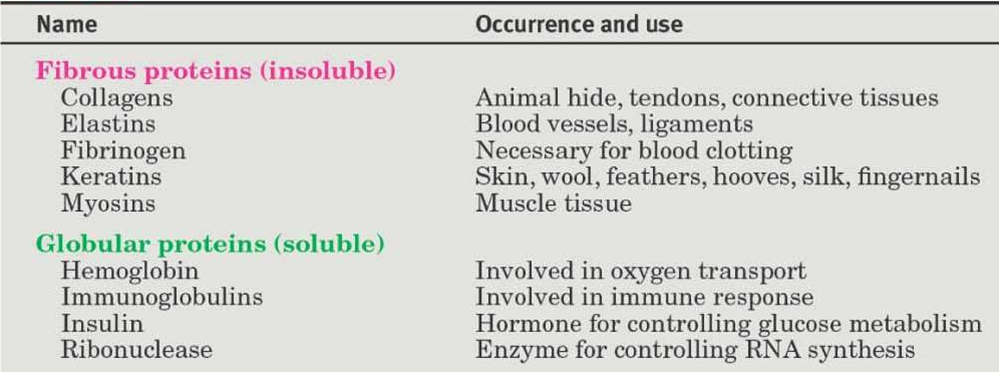 Name Occurrence and use
Fibrous proteins (insoluble)
Collagens Animal hide, tendons, connective tissues
Elastins Blood vessels, ligaments
Fibrinogen Necessary for blood clotting
Keratins Skin, wool, feathers, hooves, silk, fingernails
Myosins Muscle tissue
Globular proteins (soluble)
Hemoglobin Involved in oxygen transport
Immunoglobulins Involved in immune response
Insulin Hormone for controlling glucose metabolism
Ribonuclease Enzyme for controlling RNA synthesis